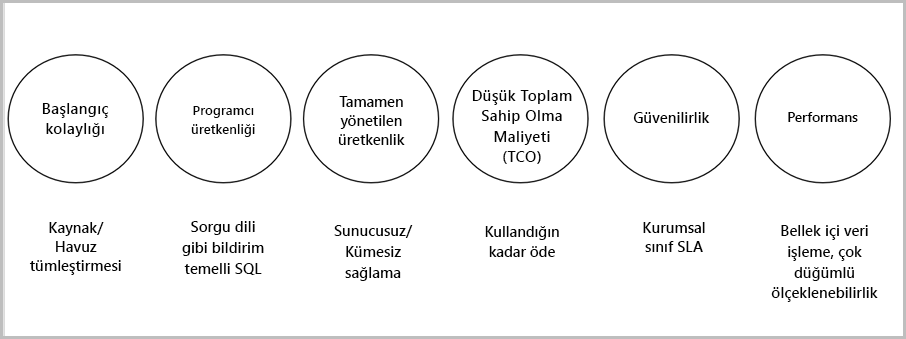 Başlangıç
kolaylığı
Programcı
üretkenliği
Tamamen
yönetilen
üretkenlik
Düşük Toplam
Sahip Olma
Maliyeti
(TCO)
Güvenilirlik
Performans
Kaynak/
Havuz
tümleştirmesi
Sorgu dili
gibi bildirim
temelli SQL
Sunucusuz/
Kümesiz
sağlama
Kullandığın
kadar öde
Kurumsal
sınıf SLA
Bellek içi veri
işleme, çok
düğümlü
ölçeklenebilirlik